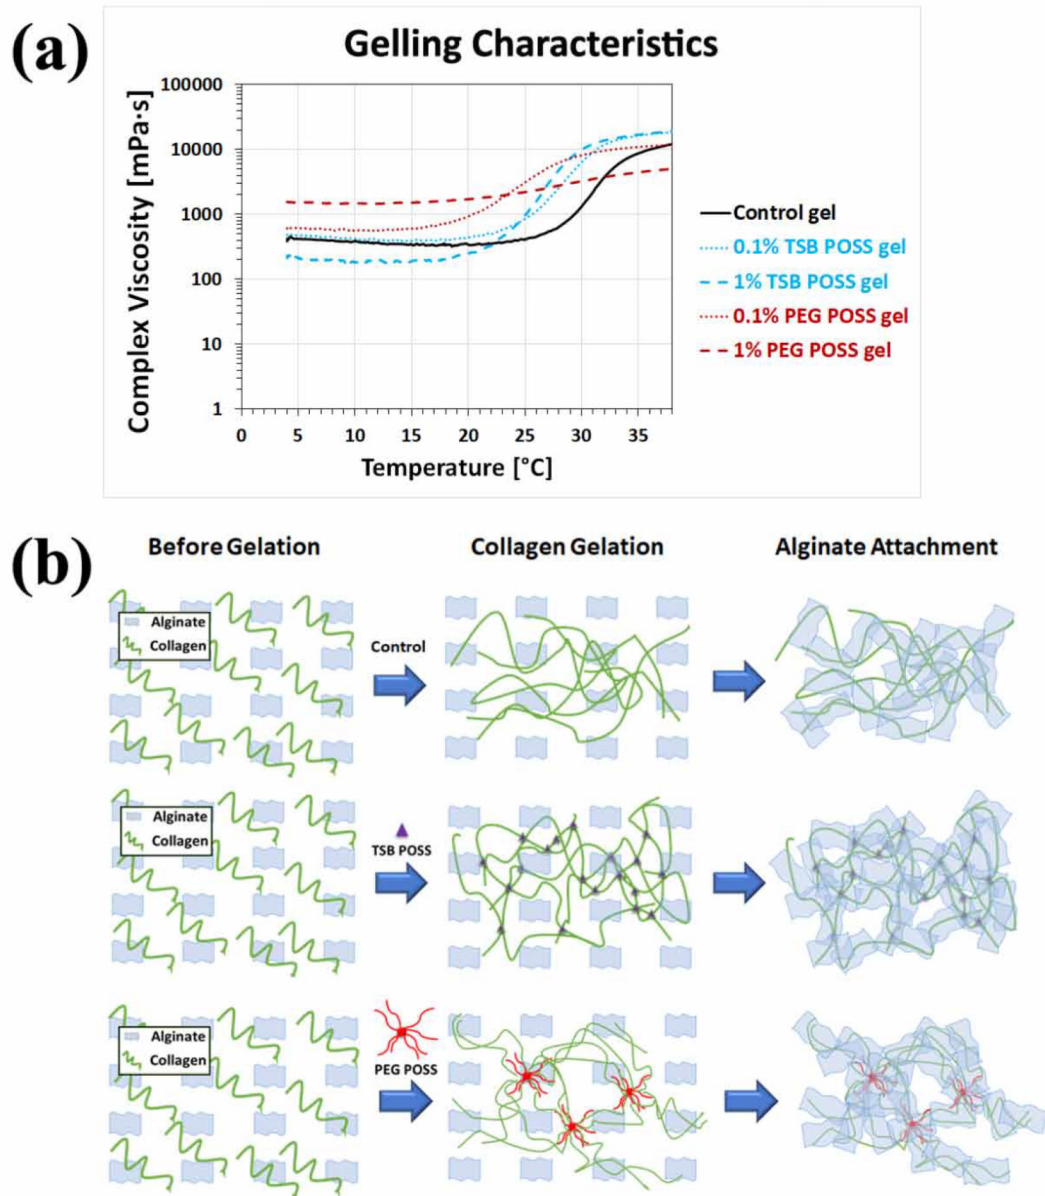 (a)
Gelling Characteristics
Complex Viscosity [mPa·s]
100000
10000
1000
100
10
1
0 5 10 15 20 25 30 35
Temperature [°C]
Control gel
0.1% TSB POSS gel
1% TSB POSS gel
0.1% PEG POSS gel
1% PEG POSS gel
(b)
Before Gelation
Collagen Gelation
Alginate Attachment
Alginate
Collagen
Control
Alginate
Collagen
TSB POSS
Alginate
Collagen
PEG POSS